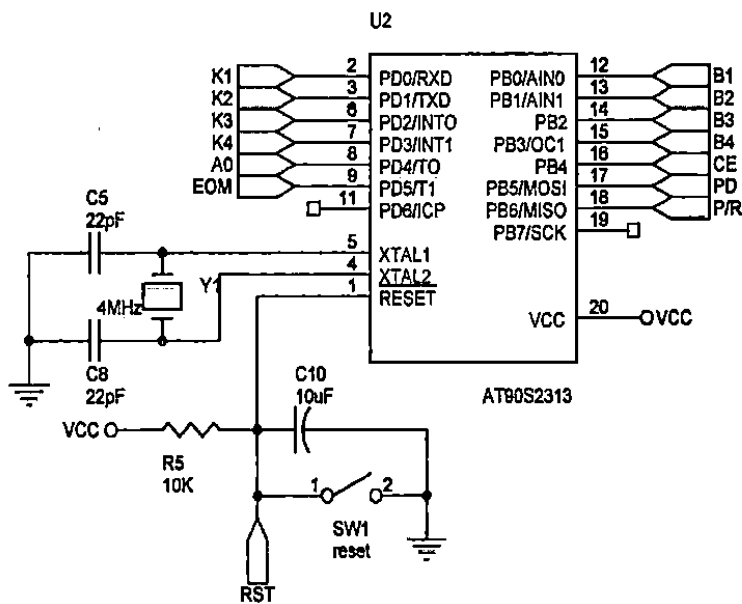 U2
K1 2 PD0/RXD PB0/AIN0 12 B1
K2 3 PD1/TXD PB1/AIN1 13 B2
K3 6 PD2/INTO PB2 14 B3
K4 7 PD3/INT1 PB3/OC1 15 B4
A0 8 PD4/TO PB4 16 CE
EOM 9 PD5/T1 PB5/MOSI 17 PD
11 PD6/ICP PB6/MISO 18 P/R
PB7/SCK 19
C5
22pF
5 XTAL1
4 XTAL2
Y1
4MHz
1 RESET
VCC 20 VCC
C8
22pF
C10
10uF
AT90S2313
VCC
R5
10K
1 2
SW1
reset
RST